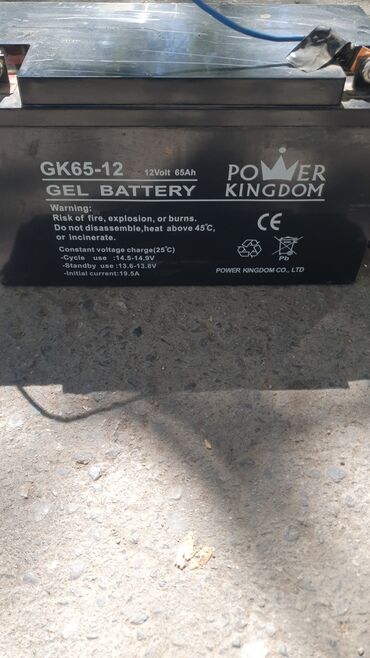 GK65-12 12Volt 65Ah
GEL BATTERY
POWER
KINGDOM
Warning:
Risk of fire, explosion, or burns.
Do not disassemble,heat above 45℃,
or incinerate.
Constant voltage charge(25℃)
-Cycle use :14.5-14.9V
-Standby use :13.6-13.8V
-Initial current:19.5A
CE
Pb
POWER KINGDOM CO., LTD